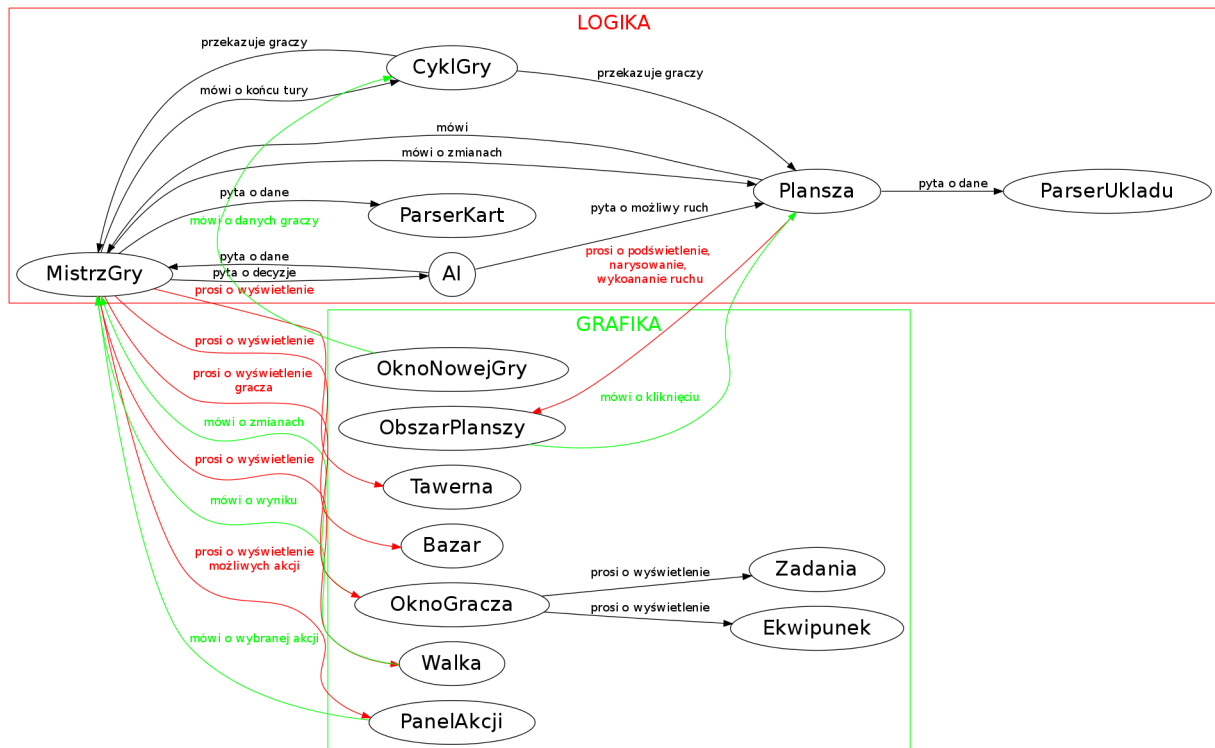 LOGIKA
przekazuje graczy
CyklGry
przekazuje graczy
mówi o końcu tury
mówi
mówi o zmianach
Plansza
pyta o dane
ParserUkladu
pyta o dane
ParserKart
mówi o danych graczy
pyta o możliwy ruch
MistrzGry
pyta o dane
pyta o decyzje
AI
prosi o podświetlenie,
narysowanie,
wykoananie ruchu
prosi o wyświetlenie
GRAFIKA
prosi o wyświetlenie
OknoNowejGry
prosi o wyświetlenie
gracza
mówi o kliknięciu
mówi o zmianach
ObszarPlanszy
prosi o wyświetlenie
Tawerna
mówi o wyniku
Bazar
prosi o wyświetlenie
możliwych akcji
prosi o wyświetlenie
Zadania
OknoGracza
prosi o wyświetlenie
Ekwipunek
mówi o wybranej akcji
Walka
PanelAkcji